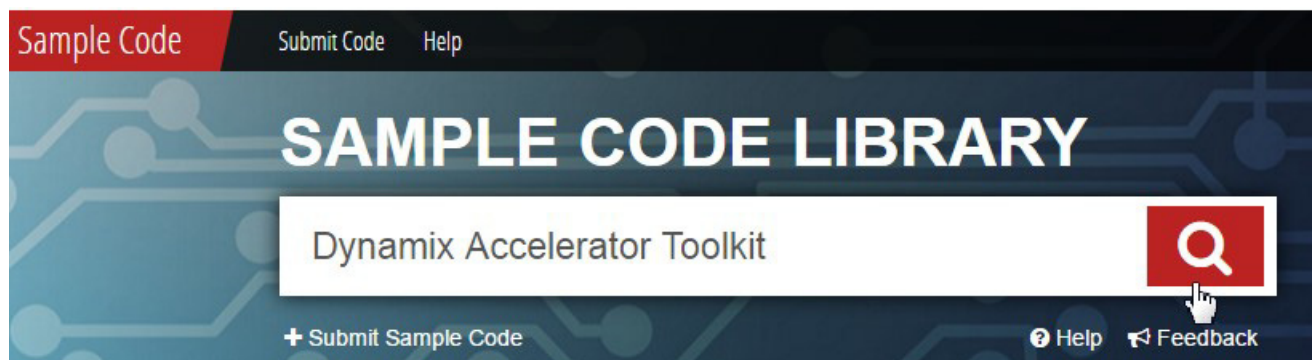 Sample Code Submit Code Help
SAMPLE CODE LIBRARY
Dynamix Accelerator Toolkit
+ Submit Sample Code Help Feedback